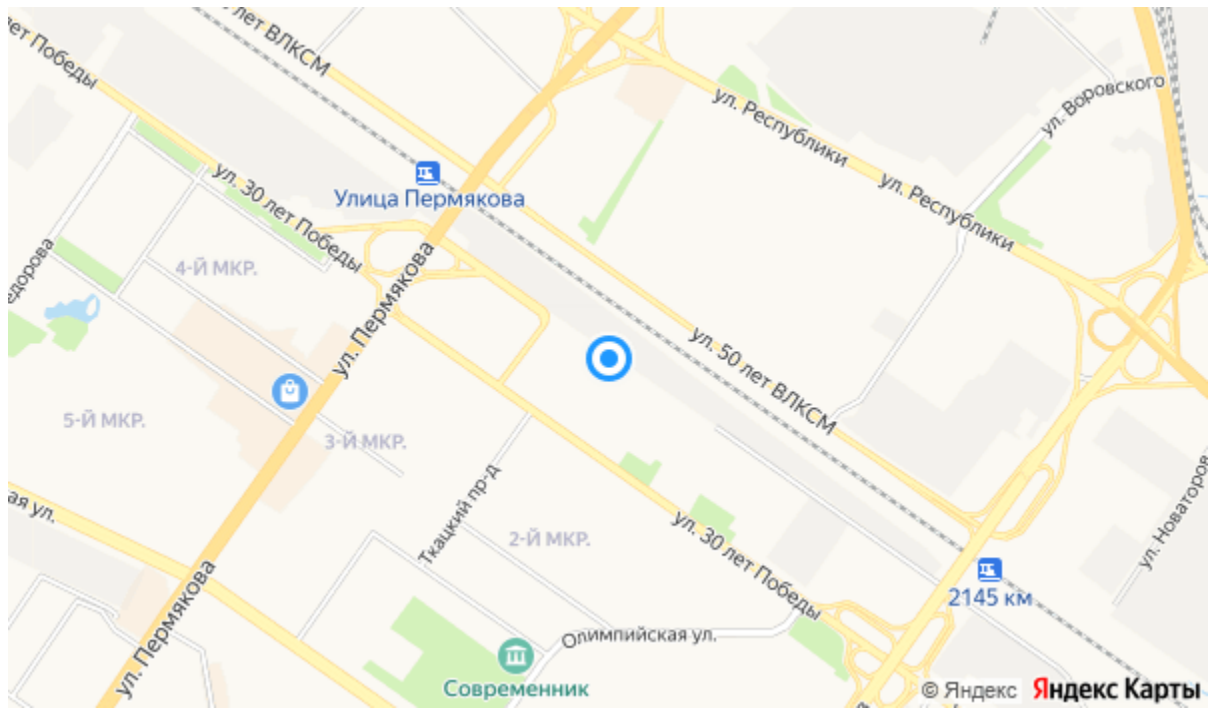 лет Победы
ет ВЛКСМ
ул. Воровского
ул. Республики
ул. Республики
Улица Пермякова
ул. 30 лет Победы
4-Й МКР.
едорова
ул. Пермякова
ул. 50 лет ВЛКСМ
5-Й МКР.
3-Й МКР.
ая ул.
Ткацкий пр-д
2-Й МКР.
ул. 30 лет Победы
ул. Новаторов
2145 км
ул. Пермякова
Олимпийская ул.
Современник
© Яндекс Яндекс Карты